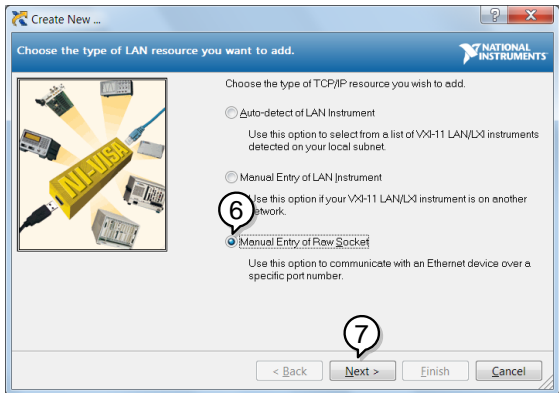 Create New ...
Choose the type of LAN resource you want to add.
NATIONAL
INSTRUMENTS
NI-VISA
Choose the type of TCP/IP resource you wish to add.
Auto-detect of LAN Instrument
Use this option to select from a list of VXI-11 LAN/LXI instruments
detected on your local subnet.
Manual Entry of LAN Instrument
Use this option if your VXI-11 LAN/LXI instrument is on another
network.
6
Manual Entry of Raw Socket
Use this option to communicate with an Ethernet device over a
specific port number.
7
< Back Next > Finish Cancel